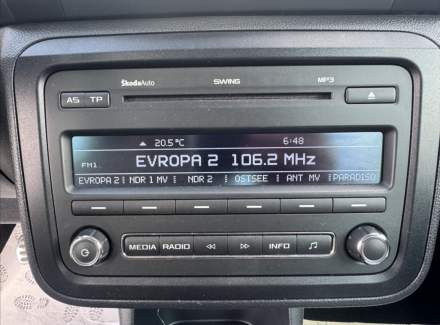 ŠkodaAuto SWING MP3
AS TP
20.5°C 6:48
FM1 EVROPA 2 106.2 MHz
EVROPA 2 NDR 1 MV NDR 2 OSTSEE ANT MV PARADISO
MEDIA RADIO INFO